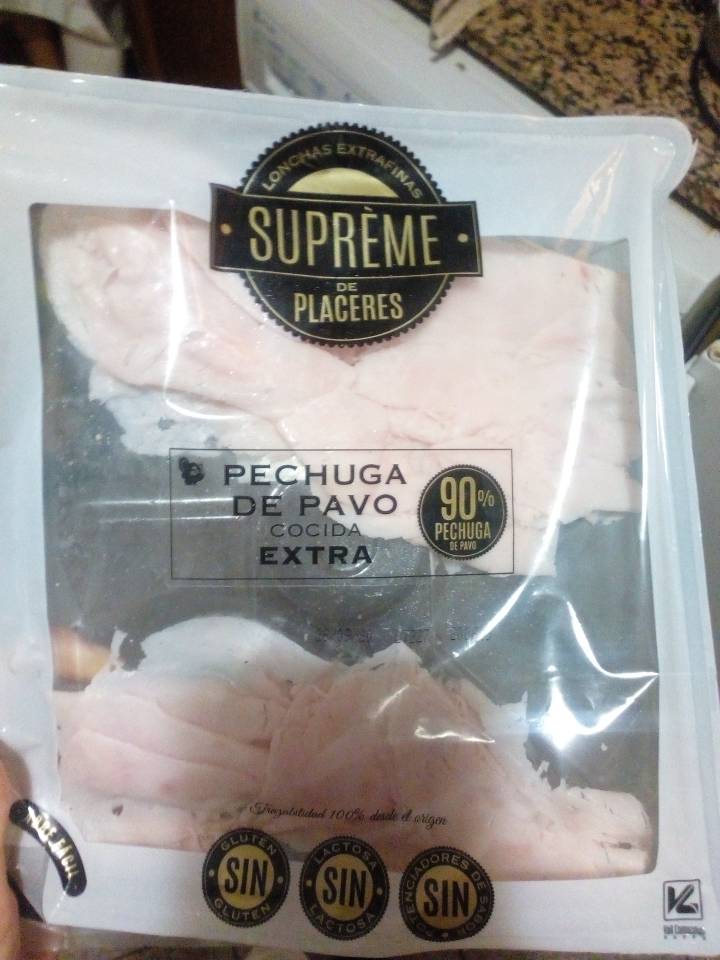 LONCHAS EXTRAFINAS
SUPRÈME
DE
PLACERES
PECHUGA
DE PAVO
COCIDA
EXTRA
90%
PECHUGA
DE PAVO
Trazabilidad 100% desde el origen
FÁCIL
GLUTEN
SIN
GLUTEN
LACTOSA
SIN
LACTOSA
POTENCIADORES DE SABOR
SIN